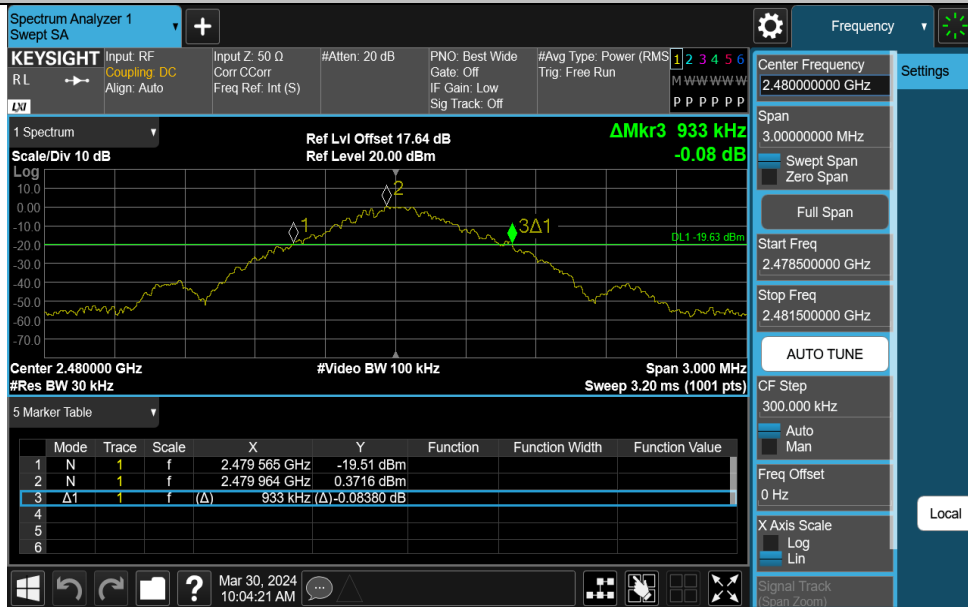 Spectrum Analyzer 1
Swept SA
+
Frequency
KEYSIGHT
RL
LXI
Input: RF
Coupling: DC
Align: Auto
Input Z: 50 Ω
Corr CCorr
Freq Ref: Int (S)
#Atten: 20 dB
PNO: Best Wide
Gate: Off
IF Gain: Low
Sig Track: Off
#Avg Type: Power (RMS
Trig: Free Run
1 2 3 4 5 6
M W W W W W
P P P P P P
Center Frequency
2.480000000 GHz
Settings
Span
3.00000000 MHz
Swept Span
Zero Span
Full Span
Start Freq
2.478500000 GHz
Stop Freq
2.481500000 GHz
AUTO TUNE
CF Step
300.000 kHz
Auto
Man
Freq Offset
0 Hz
X Axis Scale
Log
Lin
Signal Track
(Span Zoom)
Local
1 Spectrum
Scale/Div 10 dB
Ref Lvl Offset 17.64 dB
Ref Level 20.00 dBm
ΔMkr3 933 kHz
-0.08 dB
Log
10.0
0.00
-10.0
-20.0
-30.0
-40.0
-50.0
-60.0
-70.0
1
2
3Δ1
DL1 -19.63 dBm
Center 2.480000 GHz
#Video BW 100 kHz
Span 3.000 MHz
#Res BW 30 kHz
Sweep 3.20 ms (1001 pts)
5 Marker Table
Mode Trace Scale X Y Function Function Width Function Value
1 N 1 f 2.479 565 GHz -19.51 dBm
2 N 1 f 2.479 964 GHz 0.3716 dBm
3 Δ1 1 f (Δ) 933 kHz (Δ) -0.08380 dB
4
5
6
?
Mar 30, 2024
10:04:21 AM